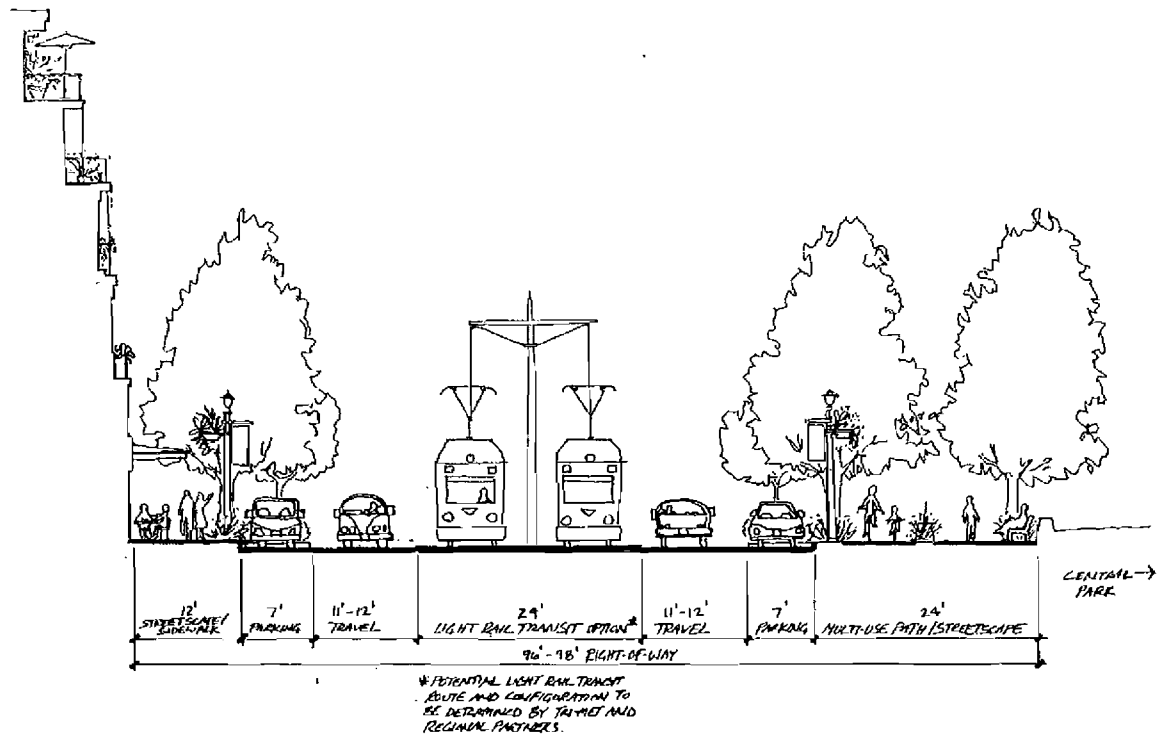 12'
STREETSCAPE/
SIDEWALK
7'
PARKING
11'-12'
TRAVEL
24'
LIGHT RAIL TRANSIT OPTION*
11'-12'
TRAVEL
7'
PARKING
24'
MULTI-USE PATH/STREETSCAPE
CENTRAL →
PARK
96'-98' RIGHT-OF-WAY
*POTENTIAL LIGHT RAIL TRANSIT
ROUTE AND CONFIGURATION TO
BE DETERMINED BY TRI-MET AND
REGIONAL PARTNERS.